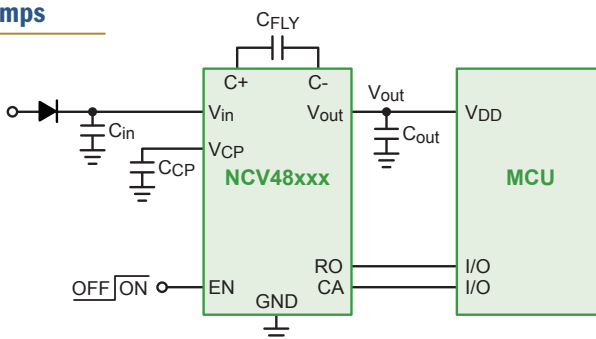 mps
CFLY
C+ C-
Vin
Vout
Vout
VDD
Cin
Cout
VCP
CCP
NCV48xxx
MCU
RO
I/O
OFF ON
EN
CA
I/O
GND